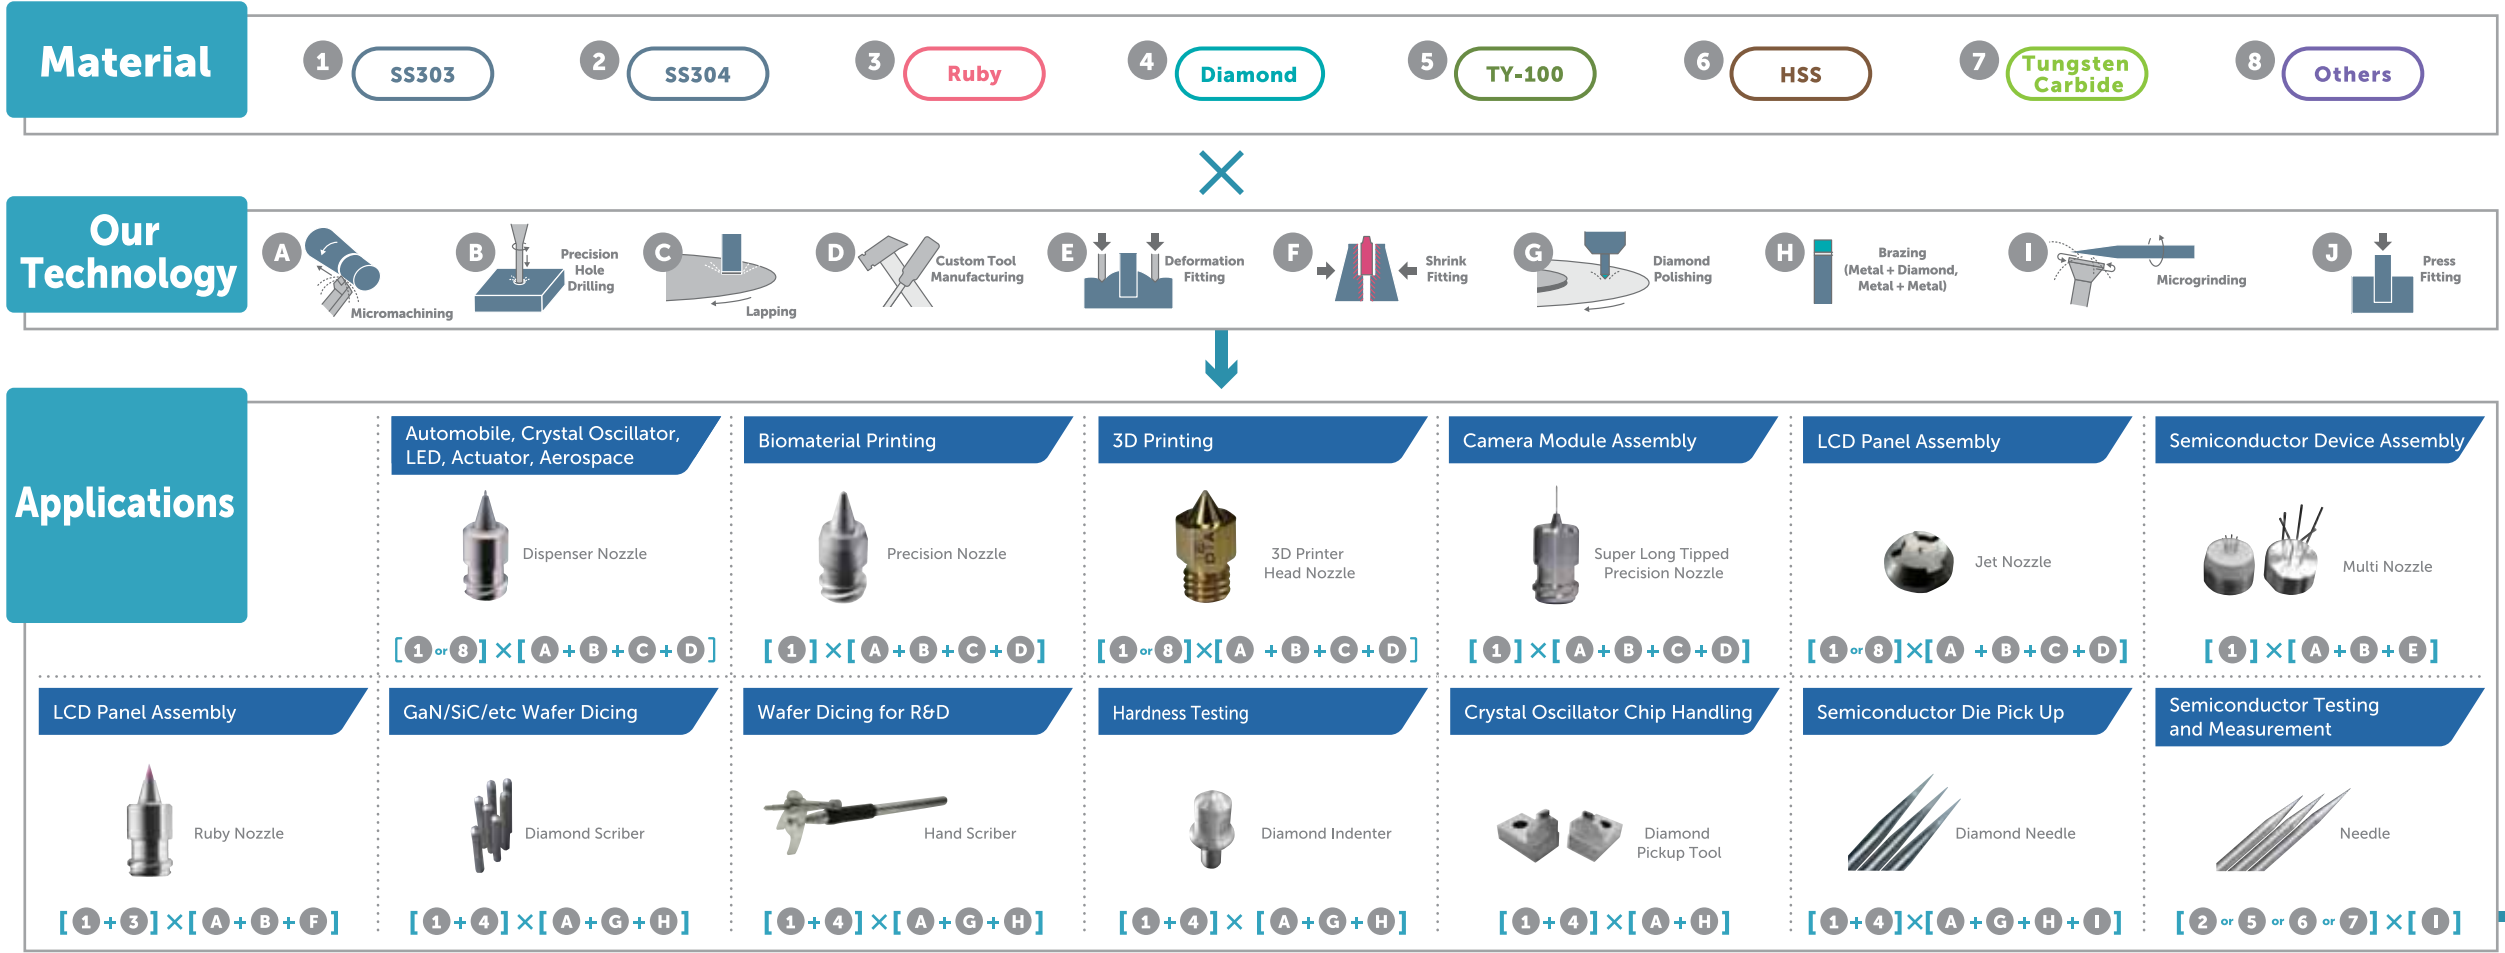 Material
1 SS303
2 SS304
3 Ruby
4 Diamond
5 TY-100
6 HSS
7 Tungsten
Carbide
8 Others
×
Our
Technology
A Micromachining
B Precision
Hole
Drilling
C Lapping
D Custom Tool
Manufacturing
E Deformation
Fitting
F Shrink
Fitting
G Diamond
Polishing
H Brazing
(Metal + Diamond,
Metal + Metal)
I Microgrinding
J Press
Fitting
Applications
Automobile, Crystal Oscillator,
LED, Actuator, Aerospace
Dispenser Nozzle
[1 or 8] × [A + B + C + D]
Biomaterial Printing
Precision Nozzle
[1] × [A + B + C + D]
3D Printing
3D Printer
Head Nozzle
[1 or 8] × [A + B + C + D]
Camera Module Assembly
Super Long Tipped
Precision Nozzle
[1] × [A + B + C + D]
LCD Panel Assembly
Jet Nozzle
[1 or 8] × [A + B + C + D]
Semiconductor Device Assembly
Multi Nozzle
[1] × [A + B + E]
LCD Panel Assembly
Ruby Nozzle
[1 + 3] × [A + B + F]
GaN/SiC/etc Wafer Dicing
Diamond Scriber
[1 + 4] × [A + G + H]
Wafer Dicing for R&D
Hand Scriber
[1 + 4] × [A + G + H]
Hardness Testing
Diamond Indenter
[1 + 4] × [A + G + H]
Crystal Oscillator Chip Handling
Diamond
Pickup Tool
[1 + 4] × [A + H]
Semiconductor Die Pick Up
Diamond Needle
[1 + 4] × [A + G + H + I]
Semiconductor Testing
and Measurement
Needle
[2 or 5 or 6 or 7] × [I]